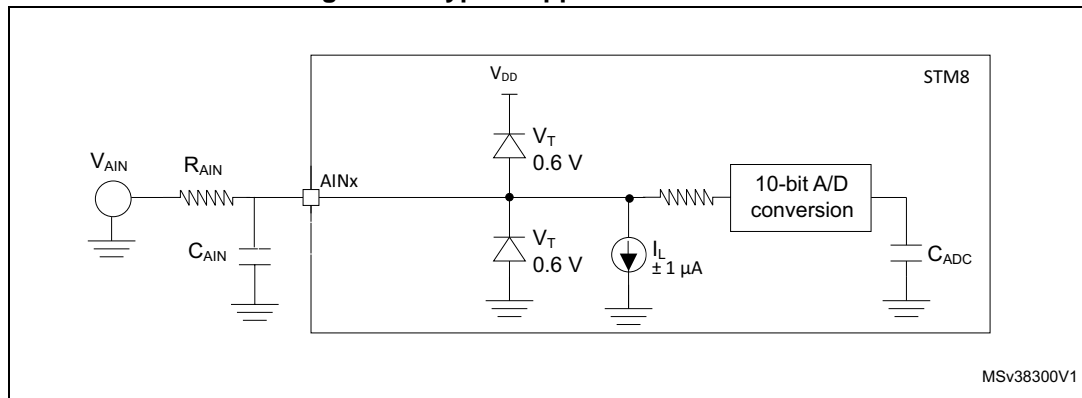 V_DD
STM8
V_T
0.6 V
V_AIN
R_AIN
AINx
10-bit A/D
conversion
C_AIN
V_T
0.6 V
I_L
± 1 µA
C_ADC
MSv38300V1